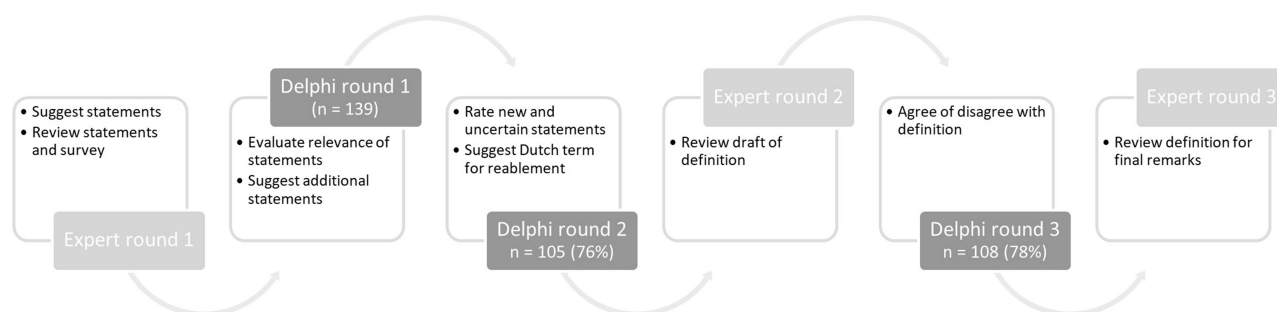 • Suggest statements
• Review statements
and survey
Expert round 1
Delphi round 1
(n = 139)
• Evaluate relevance of
statements
• Suggest additional
statements
• Rate new and
uncertain statements
• Suggest Dutch term
for reablement
Delphi round 2
n = 105 (76%)
Expert round 2
• Review draft of
definition
• Agree of disagree with
definition
Delphi round 3
n = 108 (78%)
Expert round 3
• Review definition for
final remarks